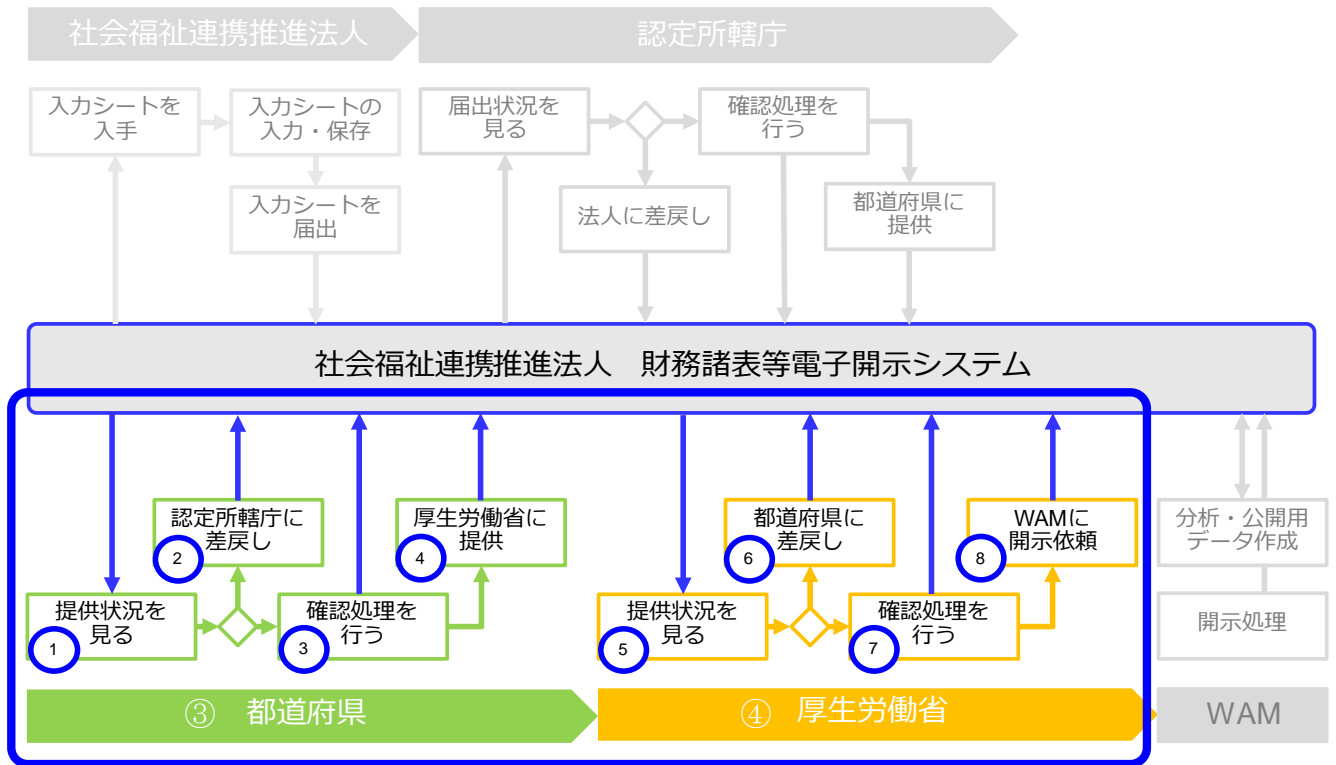 社会福祉連携推進法人
認定所轄庁
入力シートを
入手
入力シートの
入力・保存
入力シートを
届出
届出状況を
見る
法人に差戻し
確認処理を
行う
都道府県に
提供
社会福祉連携推進法人　財務諸表等電子開示システム
提供状況を
見る
1
認定所轄庁に
差戻し
2
確認処理を
行う
3
厚生労働省に
提供
4
提供状況を
見る
5
都道府県に
差戻し
6
確認処理を
行う
7
WAMに
開示依頼
8
分析・公開用
データ作成
開示処理
③　都道府県
④　厚生労働省
WAM